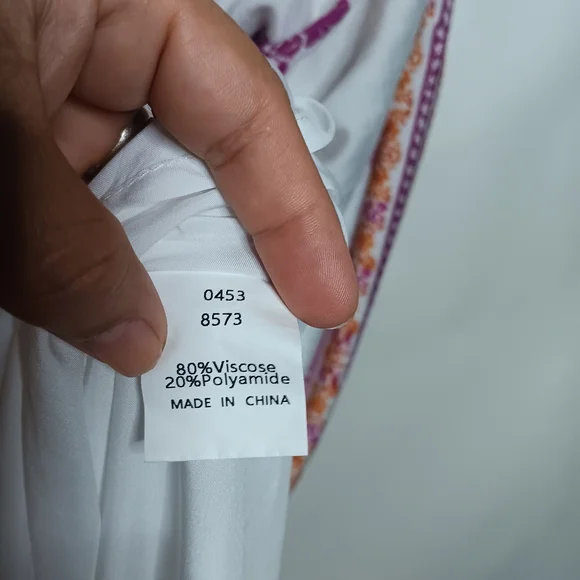 0453
8573
80%Viscose
20%Polyamide
MADE IN CHINA